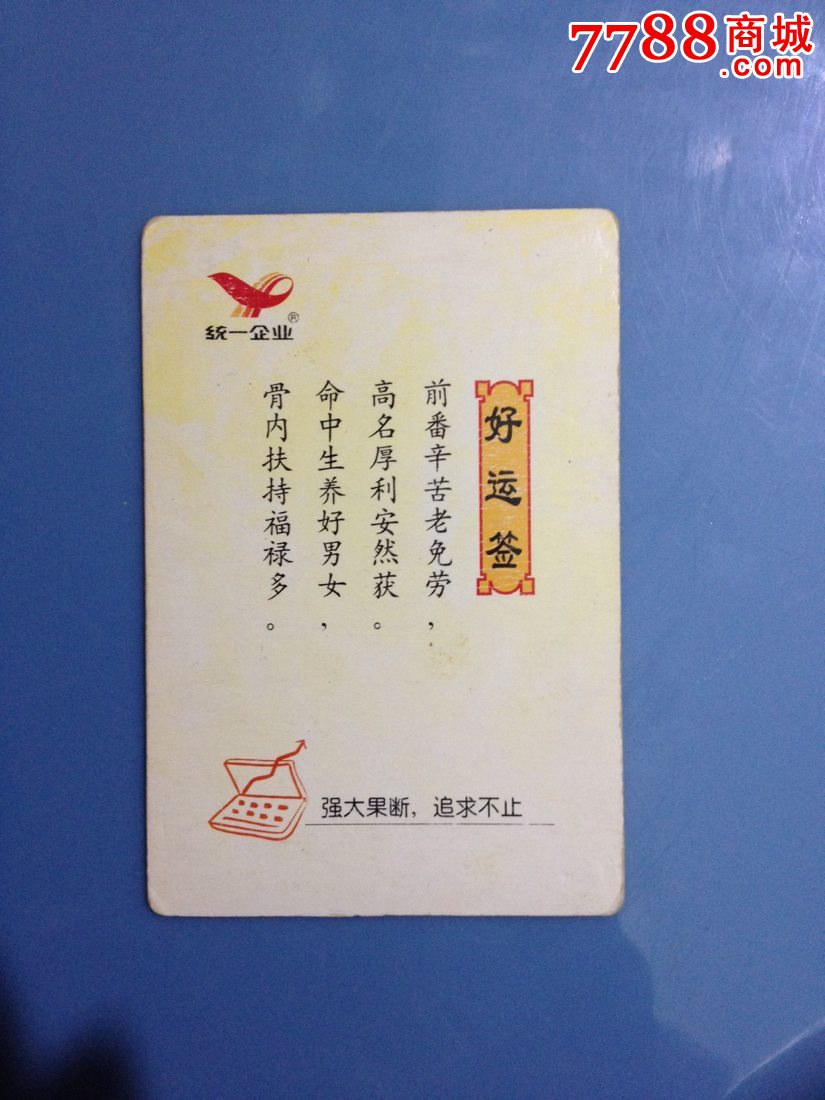 7788商城
.com
统一企业®
好运签
前番辛苦老免劳，
高名厚利安然获。
命中生养好男女，
骨内扶持福禄多。
强大果断，追求不止